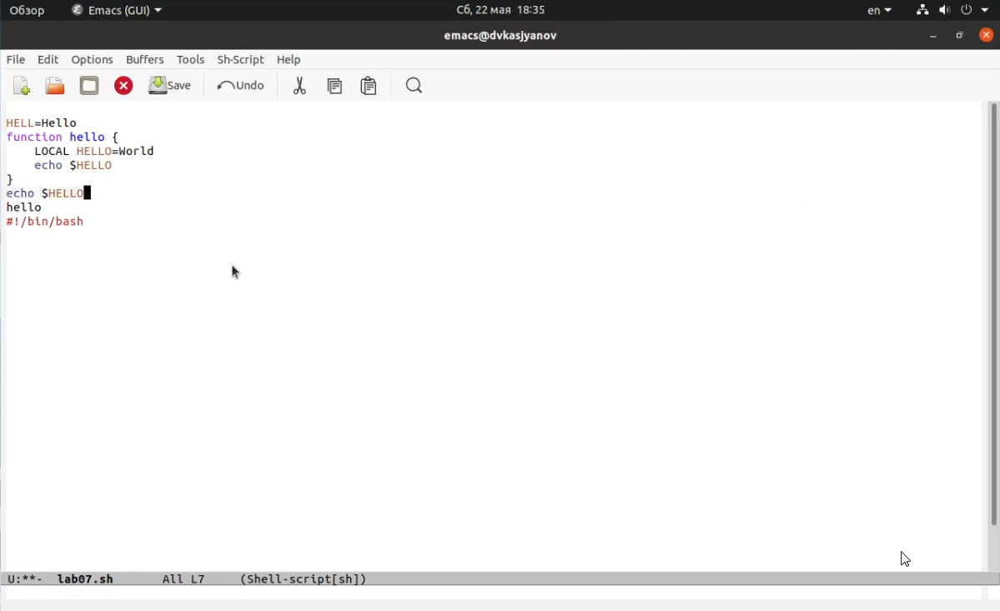 Обзор Emacs (GUI) Сб, 22 мая 18:35 en
emacs@dvkasjyanov
File Edit Options Buffers Tools Sh-Script Help
Save Undo
HELL=Hello
function hello {
    LOCAL HELLO=World
    echo $HELLO
}
echo $HELLO
hello
#!/bin/bash
U:**- lab07.sh All L7 (Shell-script[sh])